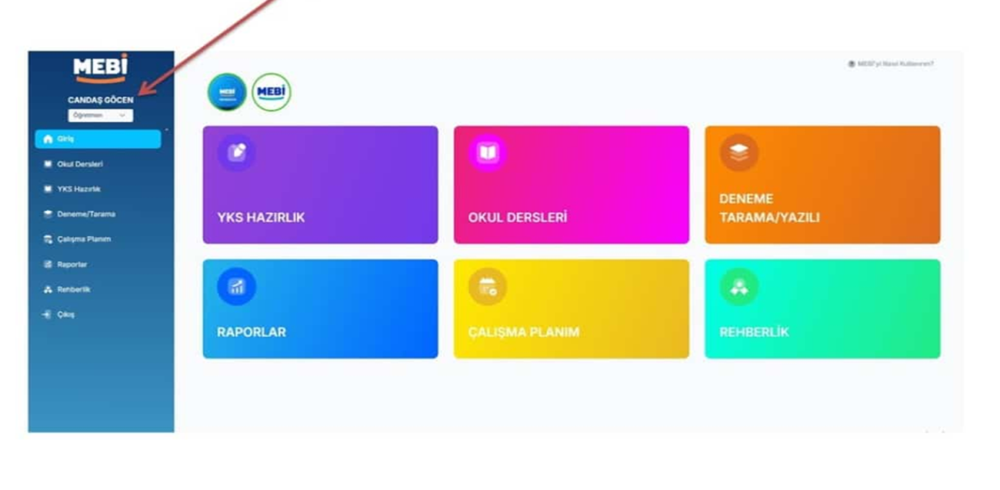 MEBİ
CANDAŞ GÖCEN
Öğretmen
Giriş
Okul Dersleri
YKS Hazırlık
Deneme/Tarama
Çalışma Planım
Raporlar
Rehberlik
Çıkış
MEBİ'yi Nasıl Kullanırım?
MEBİ
MEBİ
YKS HAZIRLIK
OKUL DERSLERİ
DENEME
TARAMA/YAZILI
RAPORLAR
ÇALIŞMA PLANIM
REHBERLİK